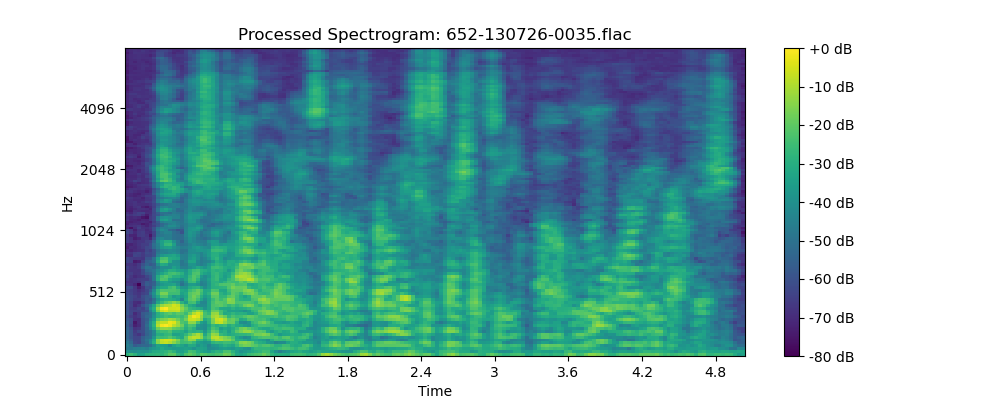 Processed Spectrogram: 652-130726-0035.flac
Hz
4096
2048
1024
512
0
0 0.6 1.2 1.8 2.4 3 3.6 4.2 4.8
Time
+0 dB
-10 dB
-20 dB
-30 dB
-40 dB
-50 dB
-60 dB
-70 dB
-80 dB